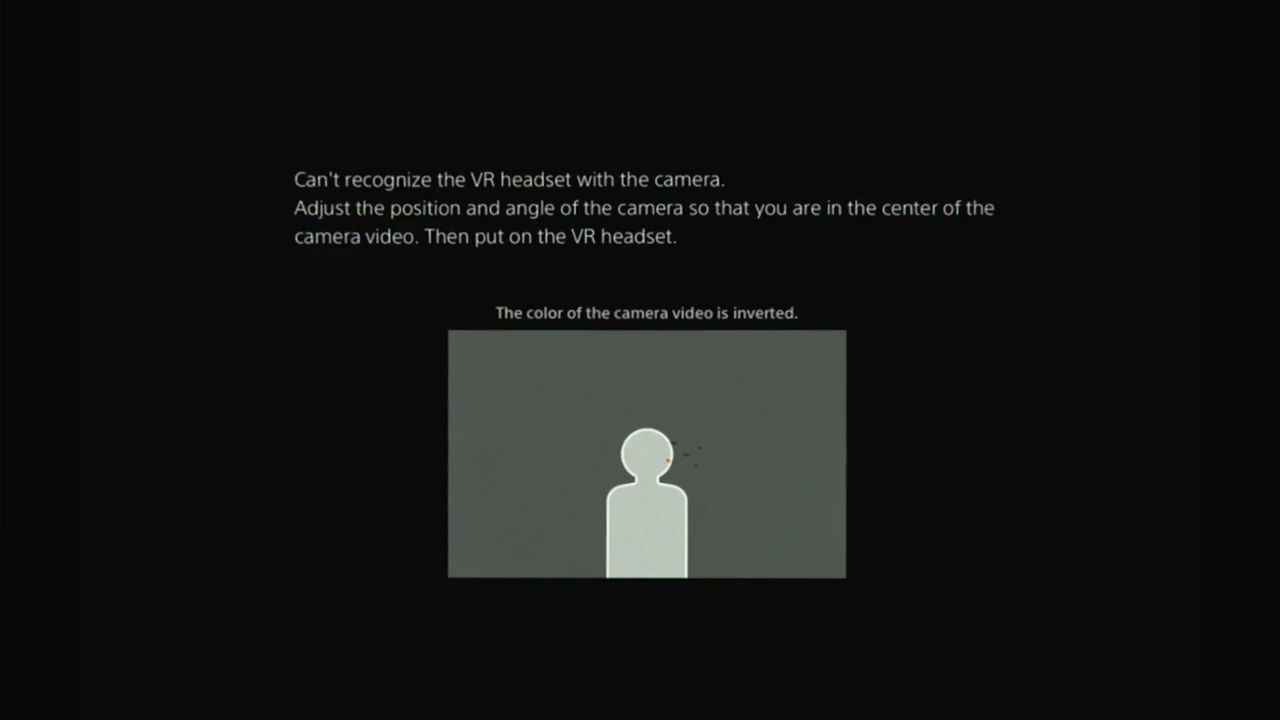 Can't recognize the VR headset with the camera.
Adjust the position and angle of the camera so that you are in the center of the
camera video. Then put on the VR headset.
The color of the camera video is inverted.